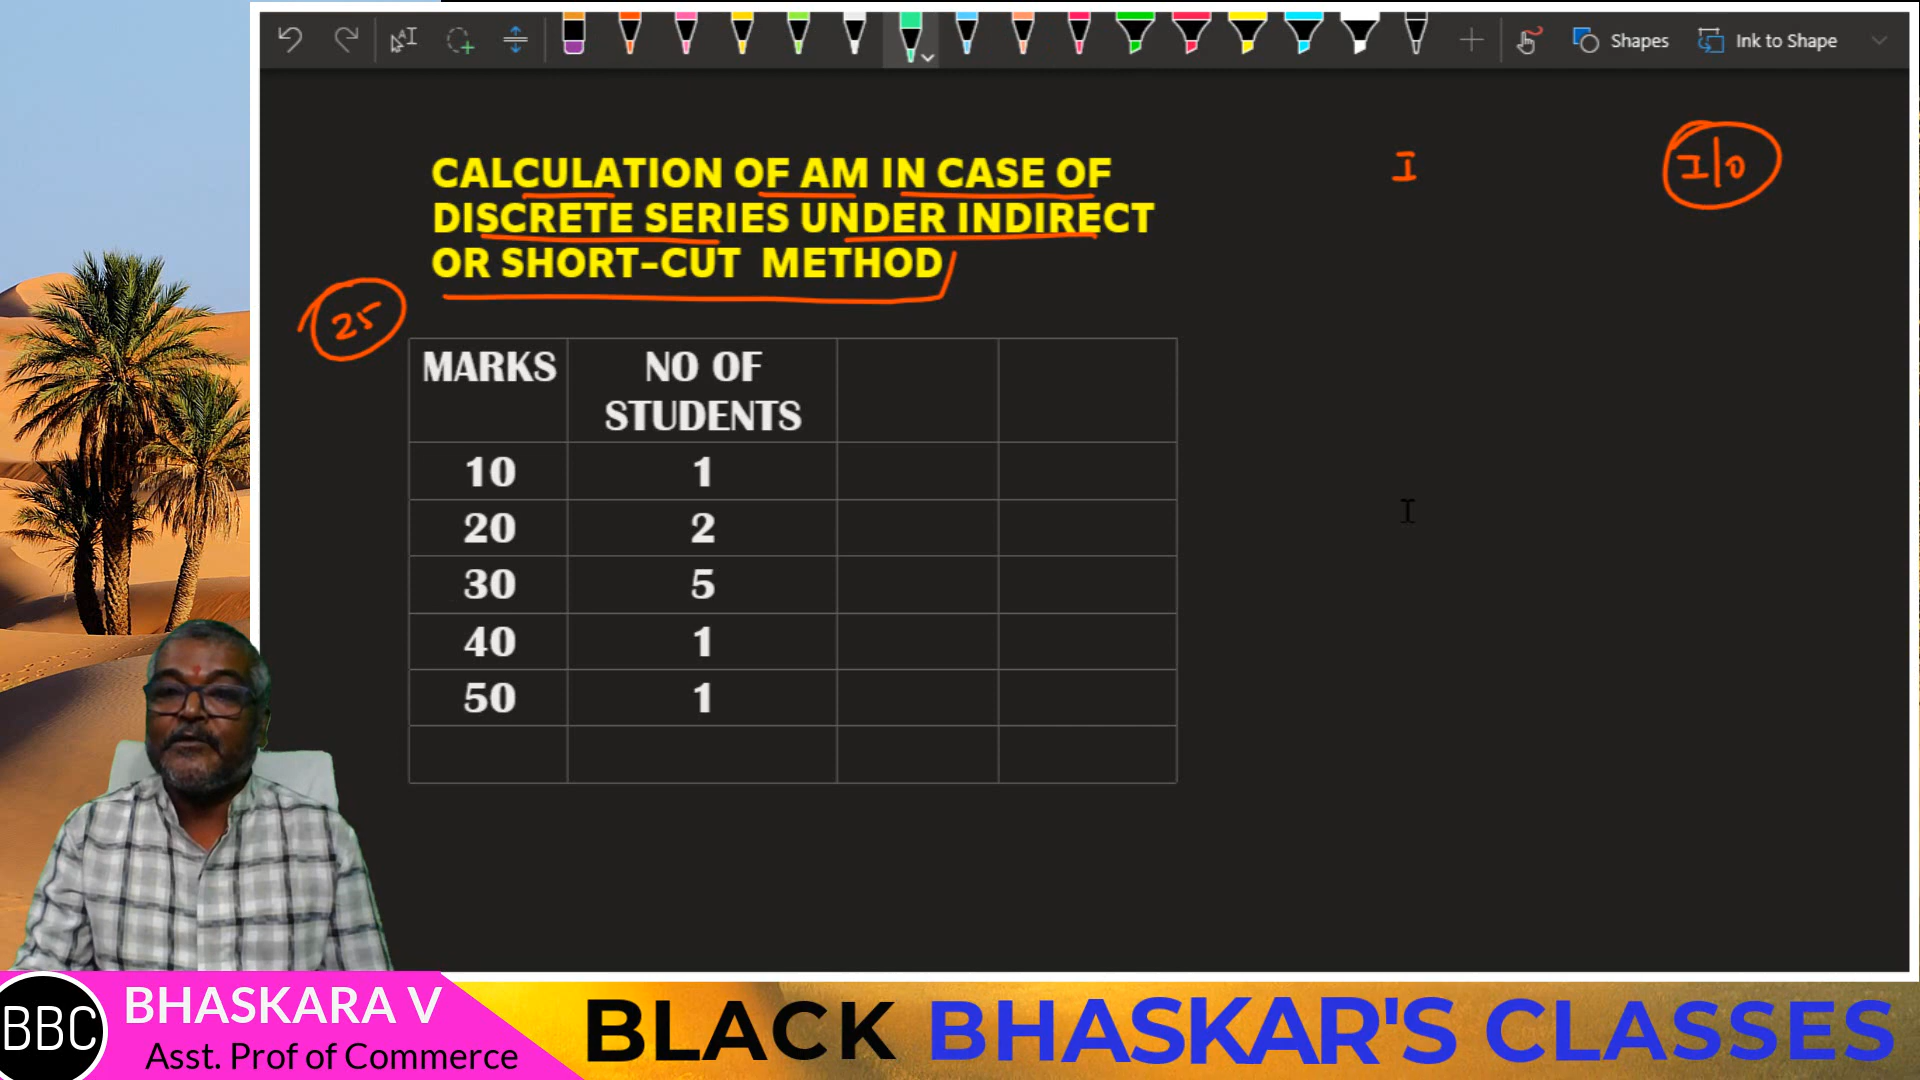 Shapes
Ink to Shape
CALCULATION OF AM IN CASE OF
DISCRETE SERIES UNDER INDIRECT
OR SHORT-CUT METHOD
I
I/0
25
MARKS NO OF STUDENTS
10 1
20 2
30 5
40 1
50 1
BBC
BHASKARA V
Asst. Prof of Commerce
BLACK BHASKAR'S CLASSES